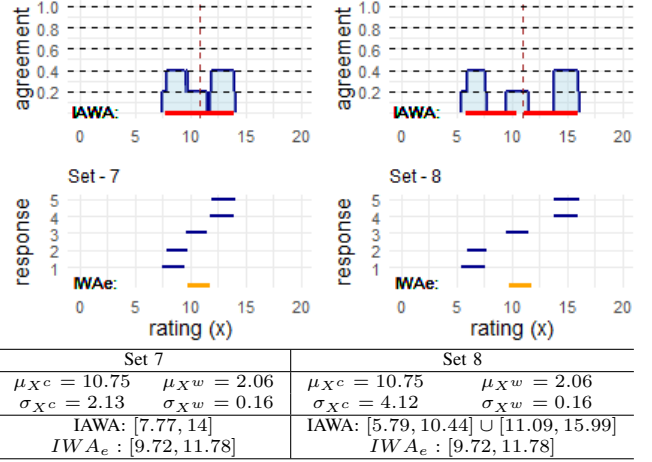 agreement
1.0
0.8
0.6
0.4
0.2
IAWA:
0 5 10 15 20
agreement
1.0
0.8
0.6
0.4
0.2
IAWA:
0 5 10 15 20
Set - 7
response
5
4
3
2
1
IWAe:
0 5 10 15 20
rating (x)
Set - 8
response
5
4
3
2
1
IWAe:
0 5 10 15 20
rating (x)
Set 7 Set 8
μ_{X^c} = 10.75 μ_{X^w} = 2.06 μ_{X^c} = 10.75 μ_{X^w} = 2.06
σ_{X^c} = 2.13 σ_{X^w} = 0.16 σ_{X^c} = 4.12 σ_{X^w} = 0.16
IAWA: [7.77, 14] IAWA: [5.79, 10.44] ∪ [11.09, 15.99]
IWA_e : [9.72, 11.78] IWA_e : [9.72, 11.78]